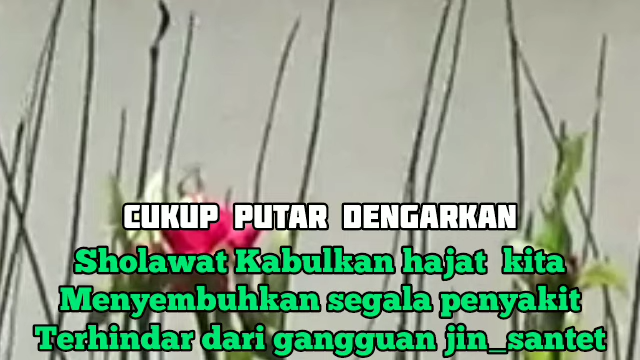 CUKUP PUTAR DENGARKAN
Sholawat Kabulkan hajat kita
Menyembuhkan segala penyakit
Terhindar dari gangguan jin_santet